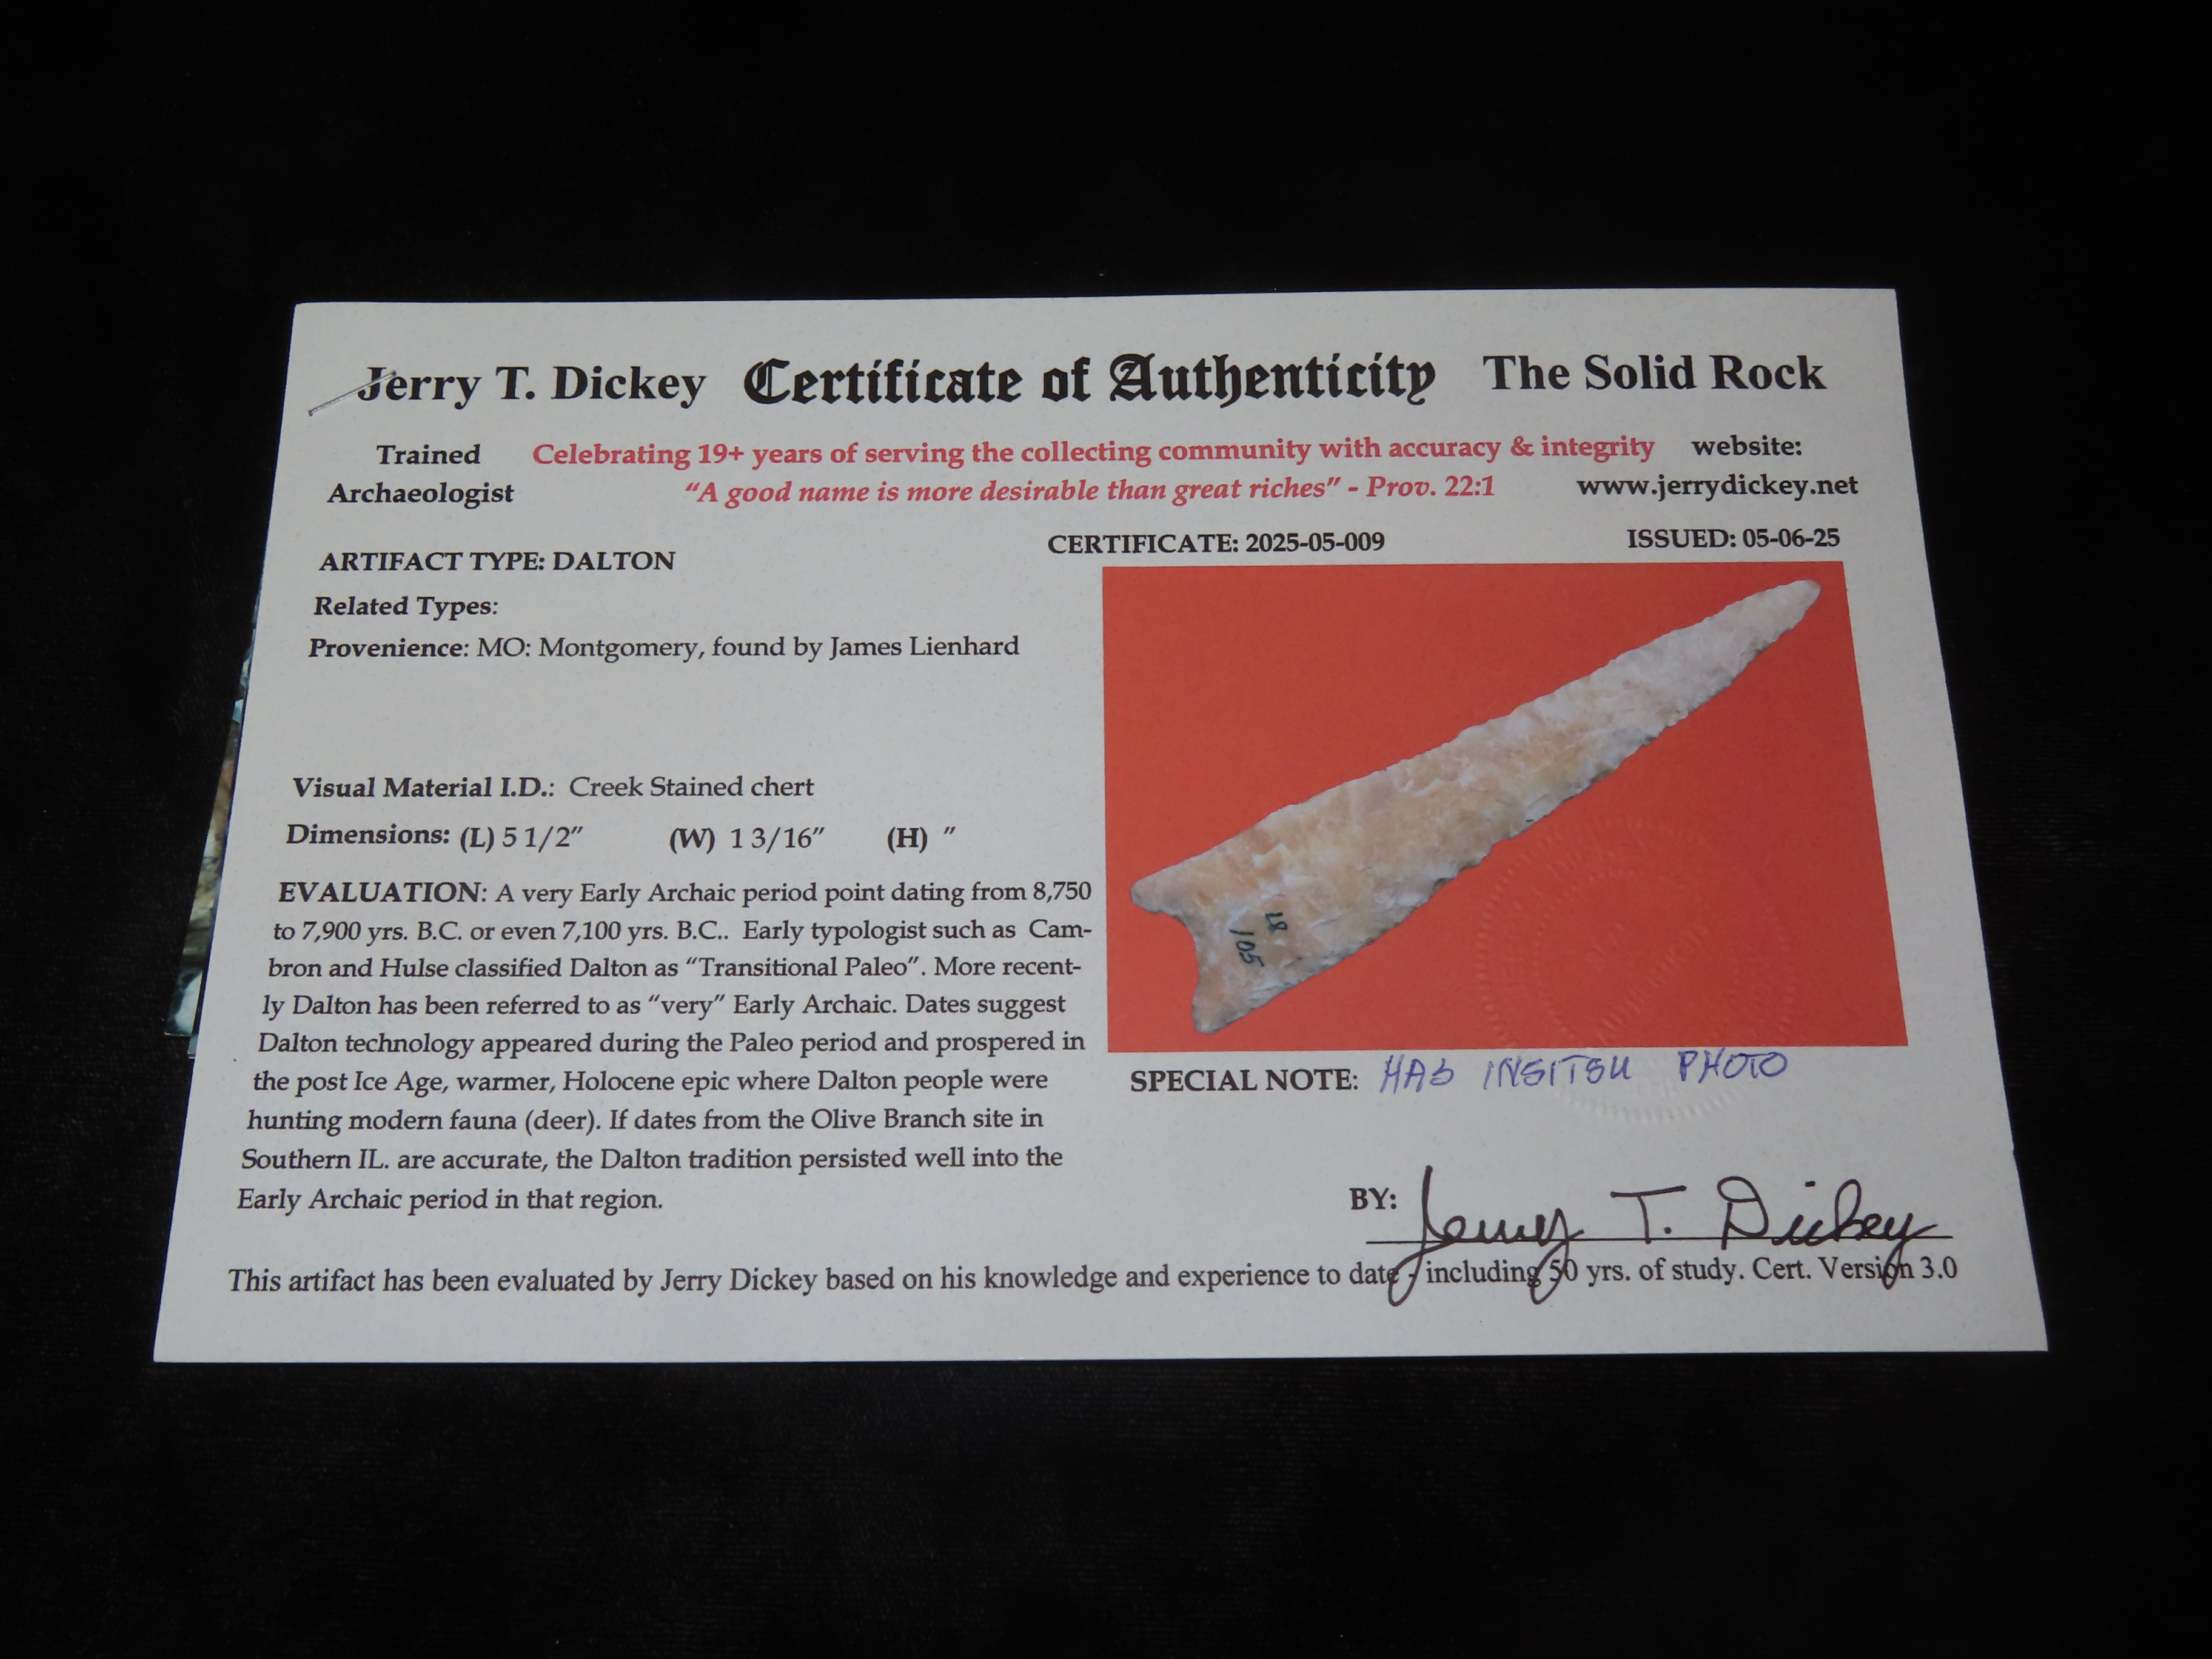 Jerry T. Dickey Certificate of Authenticity The Solid Rock
Trained Archaeologist
Celebrating 19+ years of serving the collecting community with accuracy & integrity
"A good name is more desirable than great riches" - Prov. 22:1
website:
www.jerrydickey.net
CERTIFICATE: 2025-05-009 ISSUED: 05-06-25
ARTIFACT TYPE: DALTON
Related Types:
Provenience: MO: Montgomery, found by James Lienhard
Visual Material I.D.: Creek Stained chert
Dimensions: (L) 5 1/2" (W) 1 3/16" (H) "
EVALUATION: A very Early Archaic period point dating from 8,750
to 7,900 yrs. B.C. or even 7,100 yrs. B.C.. Early typologist such as Cam-
bron and Hulse classified Dalton as "Transitional Paleo". More recent-
ly Dalton has been referred to as "very" Early Archaic. Dates suggest
Dalton technology appeared during the Paleo period and prospered in
the post Ice Age, warmer, Holocene epic where Dalton people were
hunting modern fauna (deer). If dates from the Olive Branch site in
Southern IL. are accurate, the Dalton tradition persisted well into the
Early Archaic period in that region.
105
SPECIAL NOTE: HAS INSITSU PHOTO
BY: Jerry T. Dickey
This artifact has been evaluated by Jerry Dickey based on his knowledge and experience to date - including 50 yrs. of study. Cert. Version 3.0